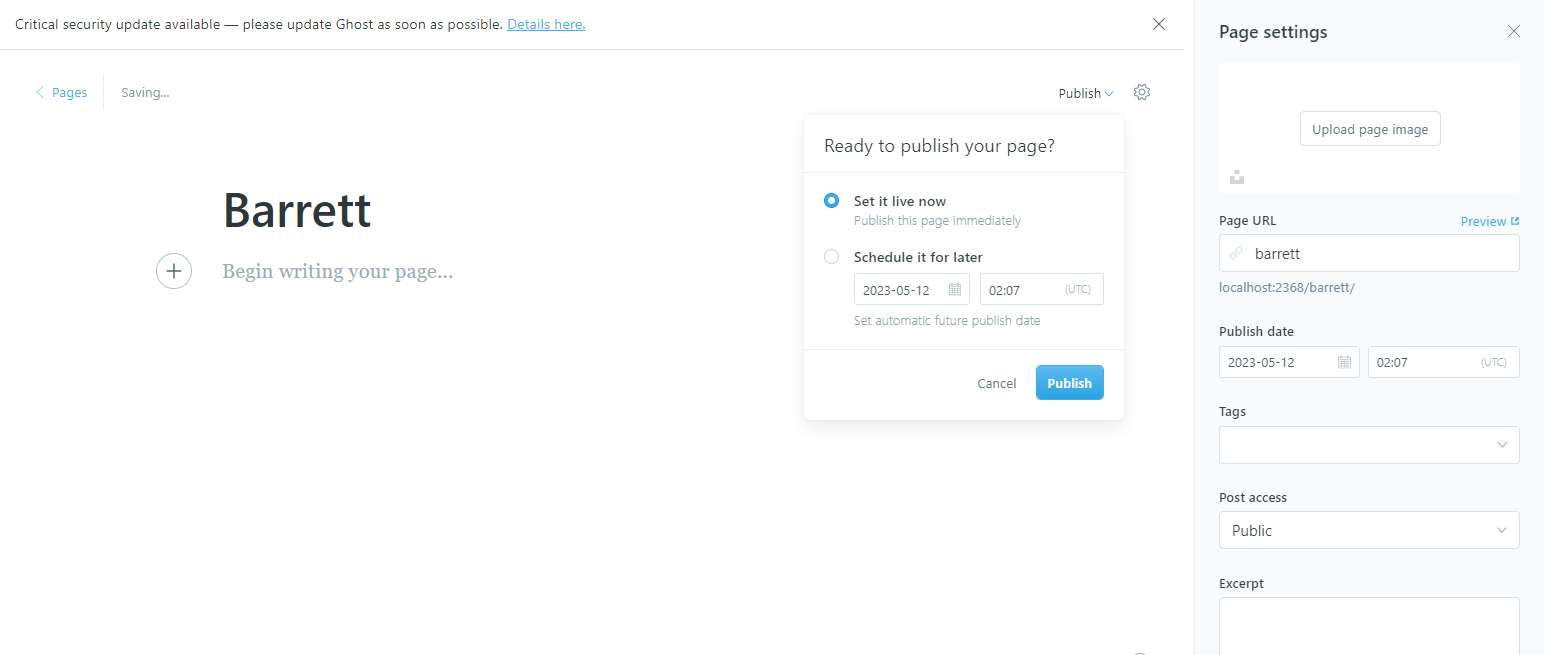 Critical security update available — please update Ghost as soon as possible. Details here.
Pages
Saving...
Publish
Ready to publish your page?
Set it live now
Publish this page immediately
Schedule it for later
2023-05-12
02:07
(UTC)
Set automatic future publish date
Cancel
Publish
Barrett
Begin writing your page...
Page settings
Upload page image
Page URL
Preview
barrett
localhost:2368/barrett/
Publish date
2023-05-12
02:07
(UTC)
Tags
Post access
Public
Excerpt